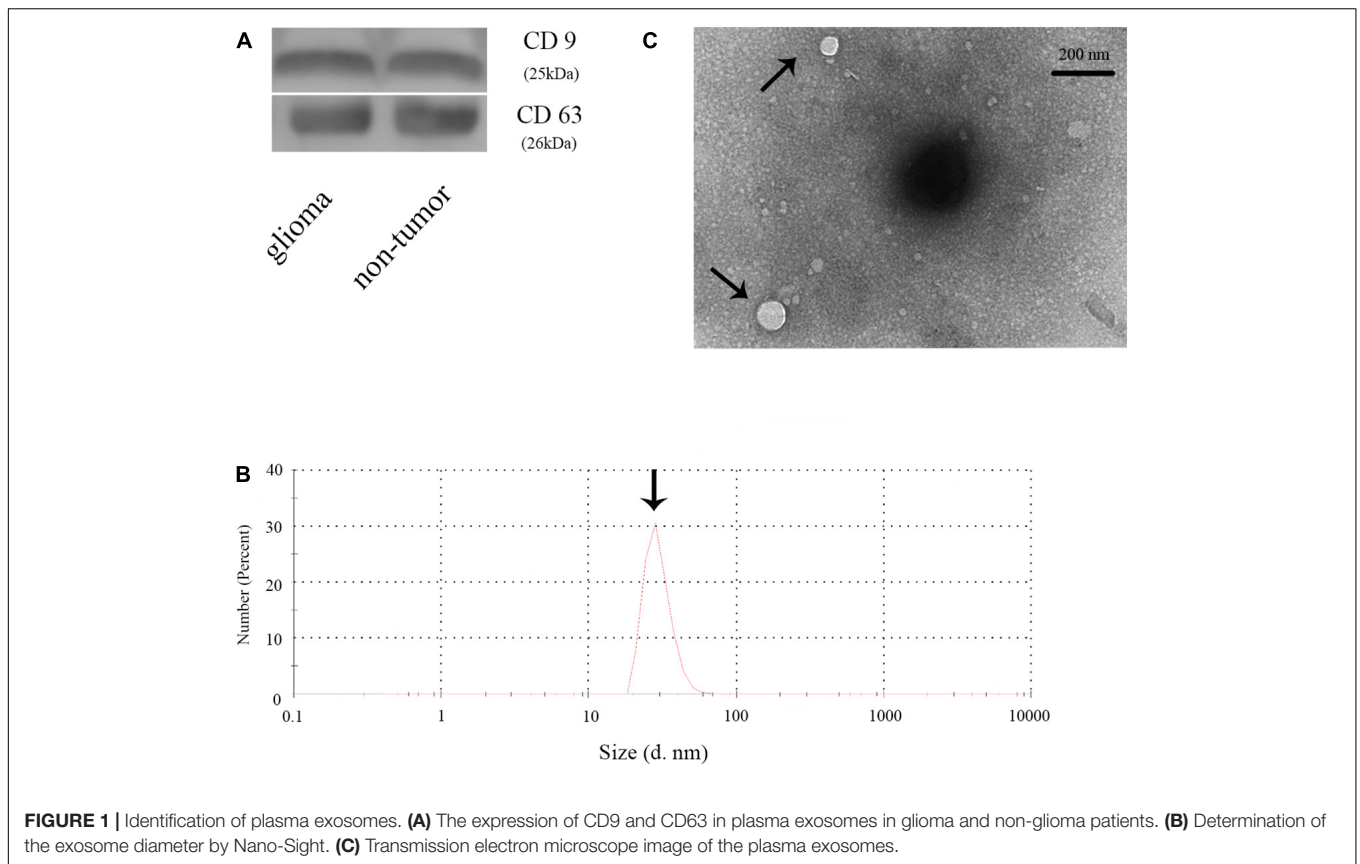 A
CD 9
(25kDa)
CD 63
(26kDa)
glioma
non-tumor
C
200 nm
B
Number (Percent)
40
30
20
10
0
0.1
1
10
100
1000
10000
Size (d. nm)
FIGURE 1 | Identification of plasma exosomes. (A) The expression of CD9 and CD63 in plasma exosomes in glioma and non-glioma patients. (B) Determination of
the exosome diameter by Nano-Sight. (C) Transmission electron microscope image of the plasma exosomes.